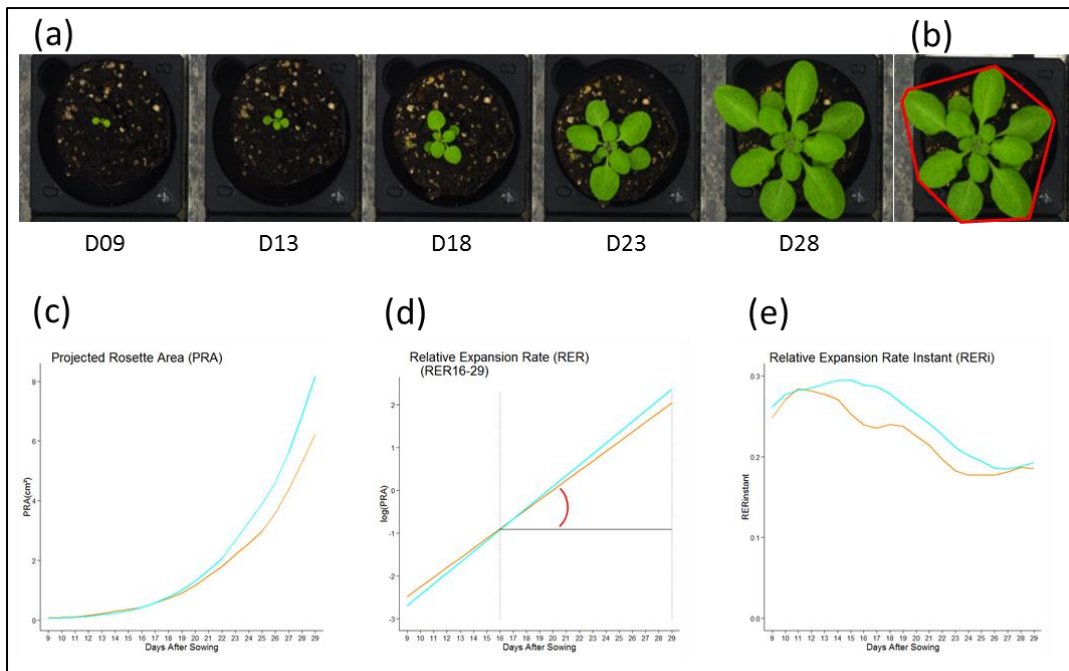 (a)
(b)
D09
D13
D18
D23
D28
(c)
(d)
(e)
Projected Rosette Area (PRA)
PRA(cm²)
8
6
4
2
0
9 10 11 12 13 14 15 16 17 18 19 20 21 22 23 24 25 26 27 28 29
Days After Sowing
Relative Expansion Rate (RER)
(RER16-29)
log(PRA)
2
1
0
-1
-2
-3
9 10 11 12 13 14 15 16 17 18 19 20 21 22 23 24 25 26 27 28 29
Days After Sowing
Relative Expansion Rate Instant (RERi)
RERinstant
0.3
0.2
0.1
0.0
9 10 11 12 13 14 15 16 17 18 19 20 21 22 23 24 25 26 27 28 29
Days After Sowing